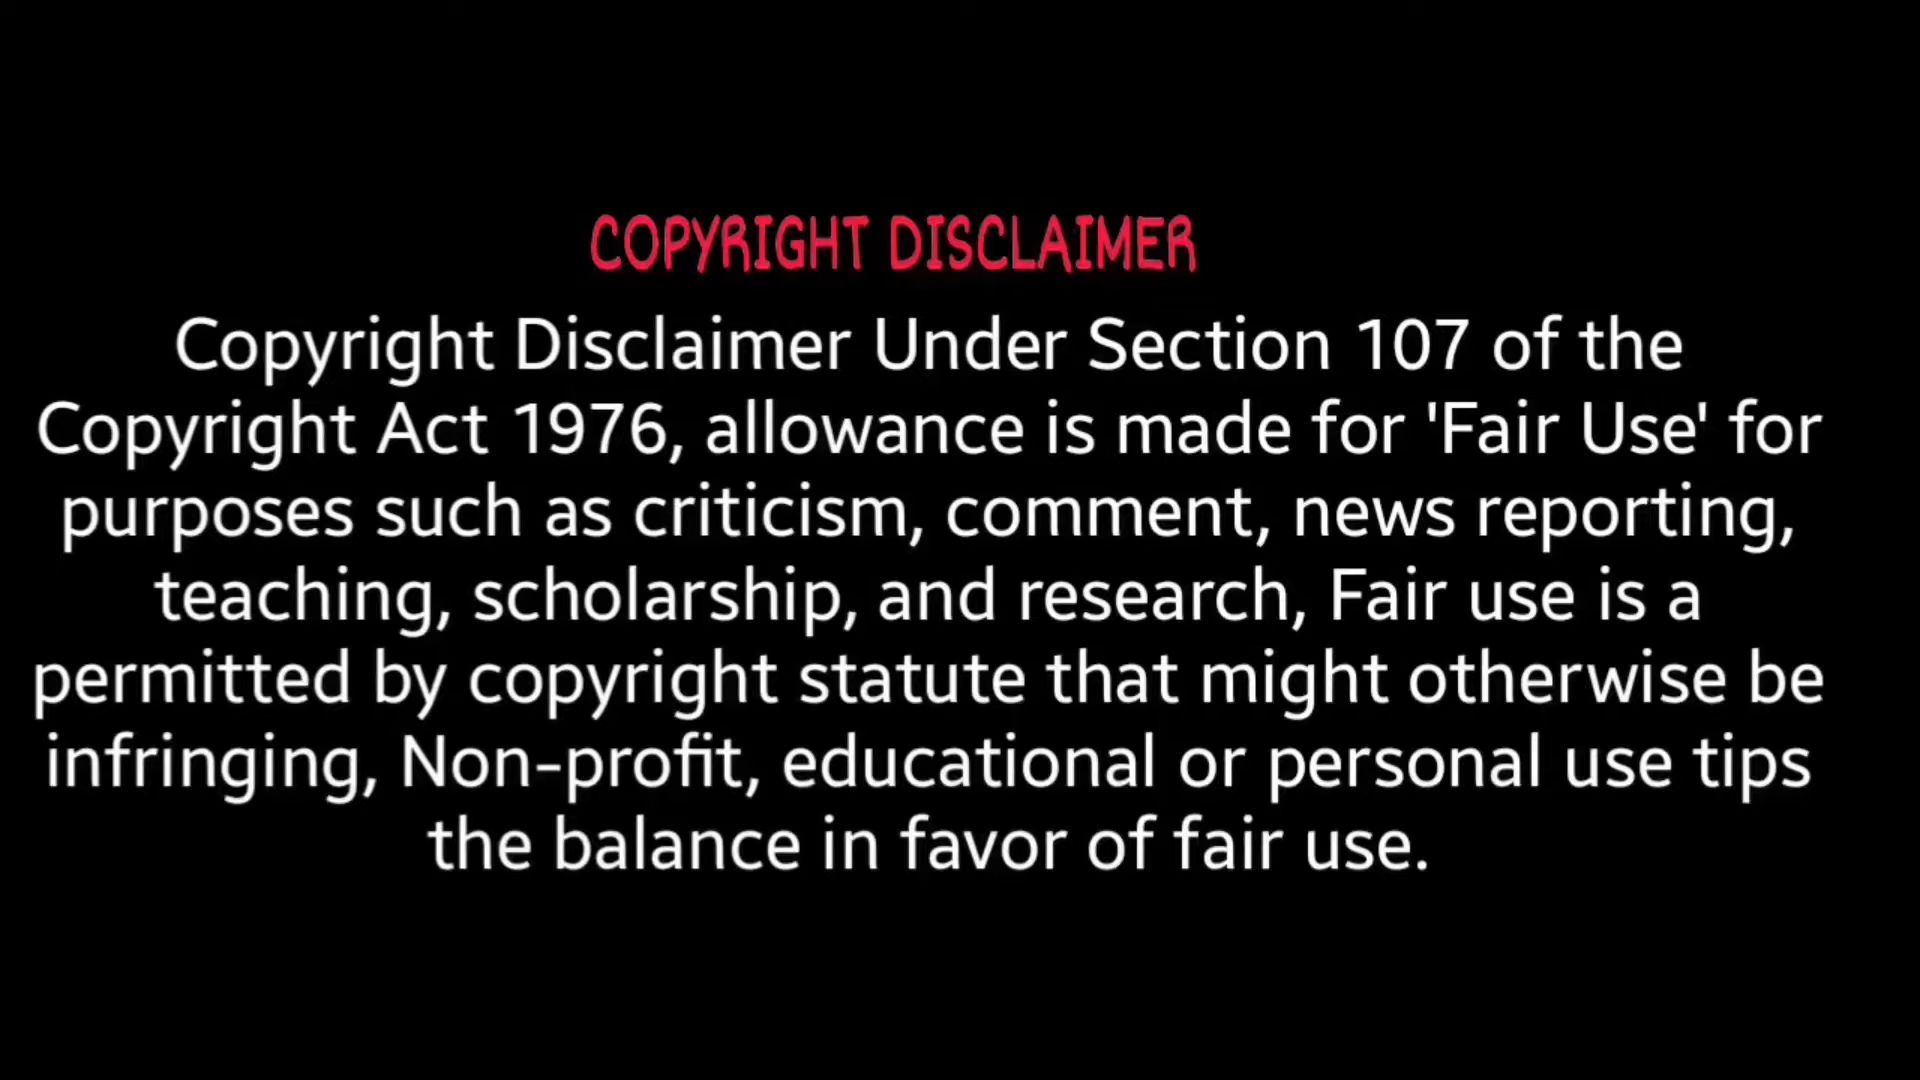 COPYRIGHT DISCLAIMER
Copyright Disclaimer Under Section 107 of the
Copyright Act 1976, allowance is made for 'Fair Use' for
purposes such as criticism, comment, news reporting,
teaching, scholarship, and research, Fair use is a
permitted by copyright statute that might otherwise be
infringing, Non-profit, educational or personal use tips
the balance in favor of fair use.